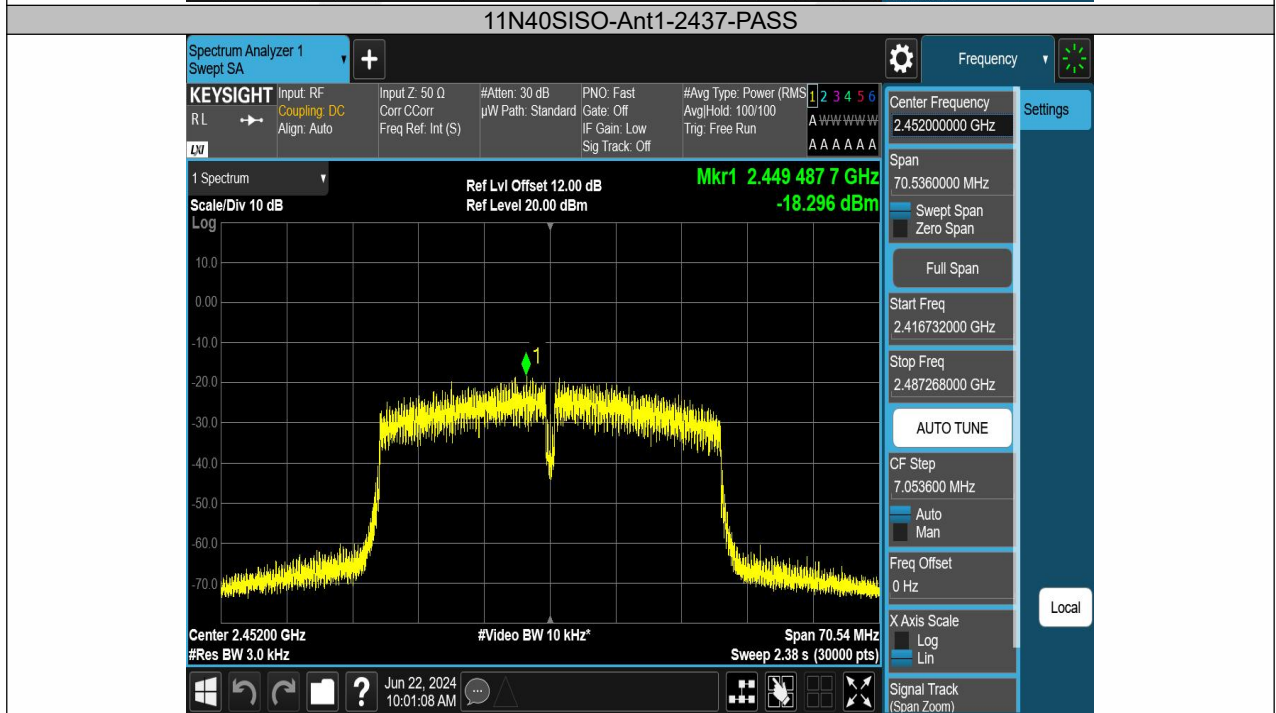 11N40SISO-Ant1-2437-PASS
Spectrum Analyzer 1
Swept SA
+
Frequency
KEYSIGHT
RL
LXI
Input: RF
Coupling: DC
Align: Auto
Input Z: 50 Ω
Corr CCorr
Freq Ref: Int (S)
#Atten: 30 dB
µW Path: Standard
PNO: Fast
Gate: Off
IF Gain: Low
Sig Track: Off
#Avg Type: Power (RMS
Avg|Hold: 100/100
Trig: Free Run
1 2 3 4 5 6
A W W W W W
A A A A A A
1 Spectrum
Scale/Div 10 dB
Ref Lvl Offset 12.00 dB
Ref Level 20.00 dBm
Mkr1 2.449 487 7 GHz
-18.296 dBm
Log
10.0
0.00
-10.0
-20.0
-30.0
-40.0
-50.0
-60.0
-70.0
1
Center 2.45200 GHz
#Res BW 3.0 kHz
#Video BW 10 kHz*
Span 70.54 MHz
Sweep 2.38 s (30000 pts)
Center Frequency
2.452000000 GHz
Settings
Span
70.5360000 MHz
Swept Span
Zero Span
Full Span
Start Freq
2.416732000 GHz
Stop Freq
2.487268000 GHz
AUTO TUNE
CF Step
7.053600 MHz
Auto
Man
Freq Offset
0 Hz
Local
X Axis Scale
Log
Lin
Signal Track
(Span Zoom)
?
Jun 22, 2024
10:01:08 AM